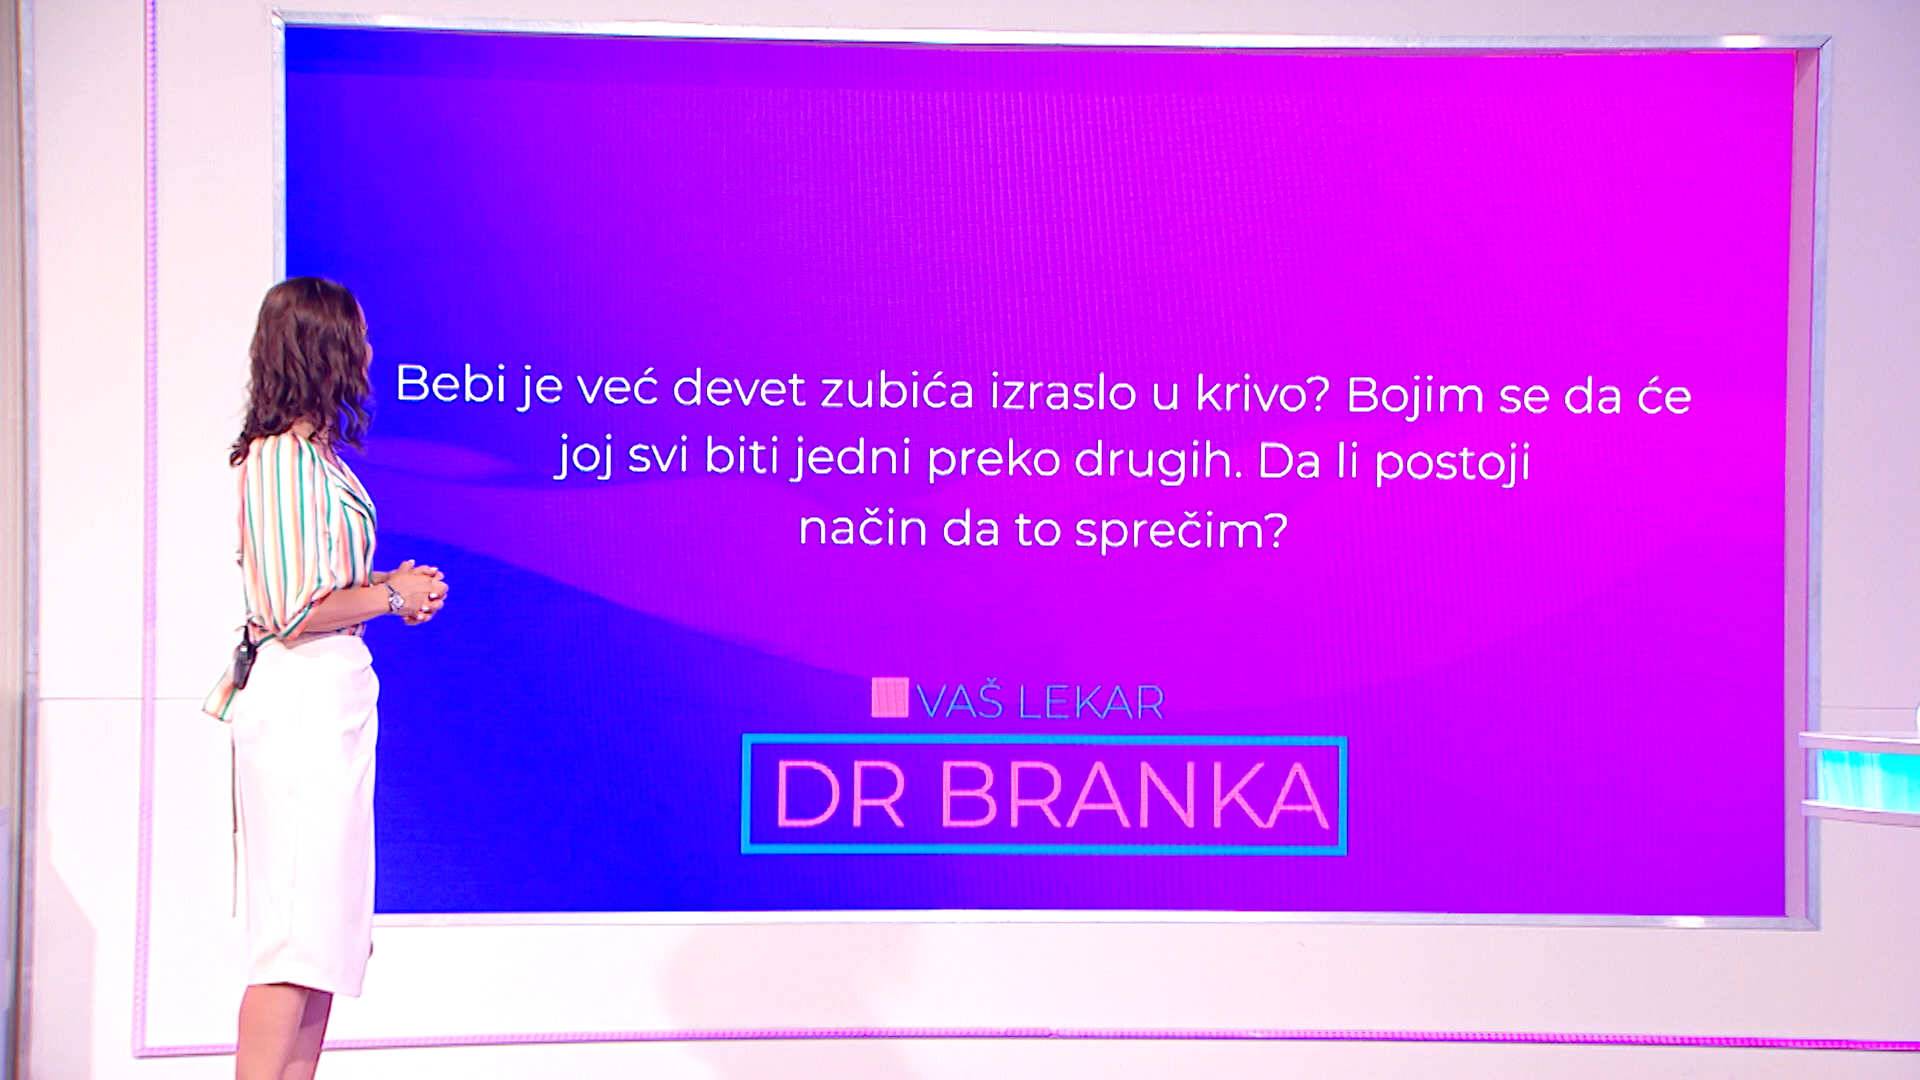 Bebi je već devet zubića izraslo u krivo? Bojim se da će
joj svi biti jedni preko drugih. Da li postoji
način da to sprečim?
VAŠ LEKAR
DR BRANKA